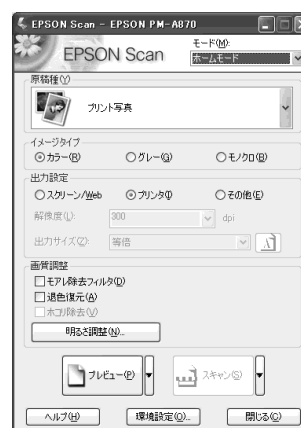 EPSON Scan - EPSON PM-A870
EPSON Scan
モード(M):
ホームモード
原稿種(Y)
プリント写真
イメージタイプ
カラー(R) グレー(G) モノクロ(B)
出力設定
スクリーン/Web プリンタ(I) その他(E)
解像度(L): 300 dpi
出力サイズ(Z): 等倍
画質調整
モアレ除去フィルタ(D)
退色復元(A)
ホコリ除去(V)
明るさ調整(N)...
プレビュー(P) スキャン(S)
ヘルプ(H) 環境設定(O)... 閉じる(C)